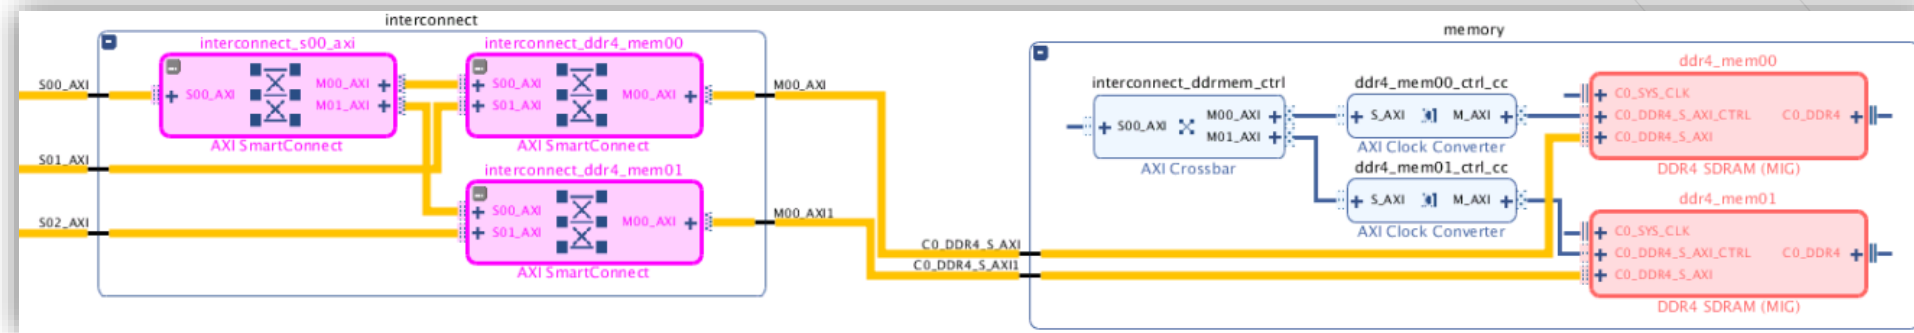 interconnect
S00_AXI
S01_AXI
S02_AXI
interconnect_s00_axi
S00_AXI
M00_AXI
M01_AXI
AXI SmartConnect
interconnect_ddr4_mem00
S00_AXI
S01_AXI
M00_AXI
AXI SmartConnect
interconnect_ddr4_mem01
S00_AXI
S01_AXI
M00_AXI
AXI SmartConnect
M00_AXI
M00_AXI1
memory
C0_DDR4_S_AXI
C0_DDR4_S_AXI1
interconnect_ddrmem_ctrl
S00_AXI
M00_AXI
M01_AXI
AXI Crossbar
ddr4_mem00_ctrl_cc
S_AXI
M_AXI
AXI Clock Converter
ddr4_mem01_ctrl_cc
S_AXI
M_AXI
AXI Clock Converter
ddr4_mem00
C0_SYS_CLK
C0_DDR4_S_AXI_CTRL
C0_DDR4
C0_DDR4_S_AXI
DDR4 SDRAM (MIG)
ddr4_mem01
C0_SYS_CLK
C0_DDR4_S_AXI_CTRL
C0_DDR4
C0_DDR4_S_AXI
DDR4 SDRAM (MIG)